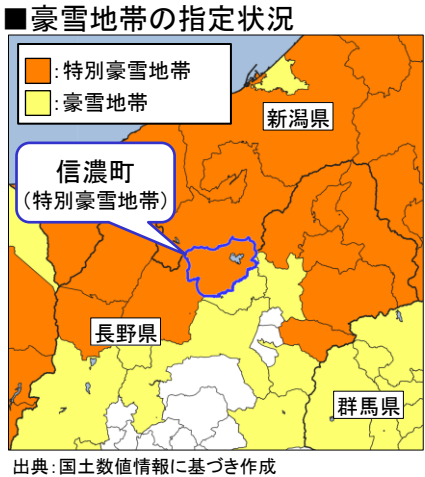 ■豪雪地帯の指定状況
：特別豪雪地帯
：豪雪地帯
新潟県
信濃町
（特別豪雪地帯）
長野県
群馬県
出典：国土数値情報に基づき作成